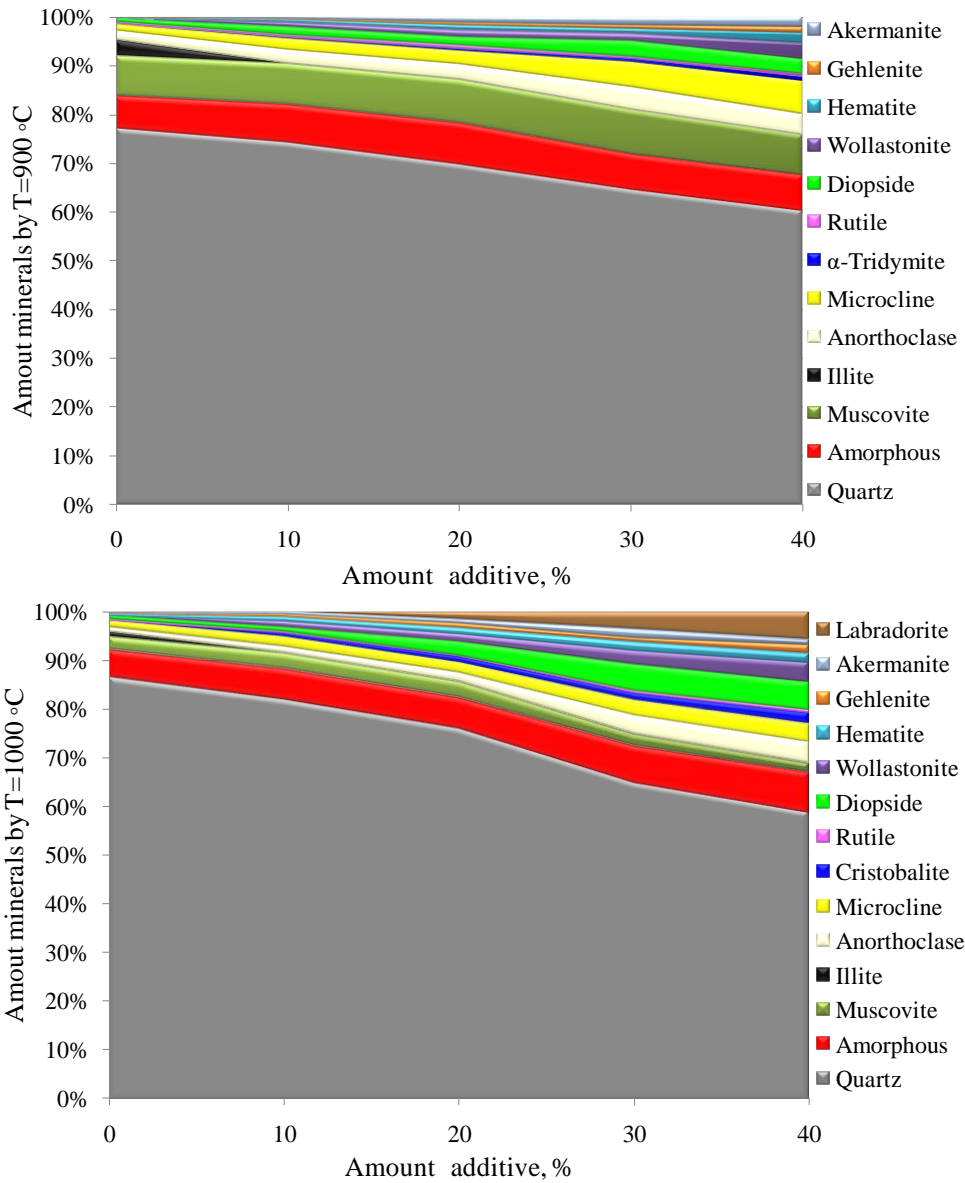 Amout minerals by T=900 °C
100%
90%
80%
70%
60%
50%
40%
30%
20%
10%
0%
0 10 20 30 40
Amount additive, %
Akermanite
Gehlenite
Hematite
Wollastonite
Diopside
Rutile
α-Tridymite
Microcline
Anorthoclase
Illite
Muscovite
Amorphous
Quartz
Amout minerals by T=1000 °C
100%
90%
80%
70%
60%
50%
40%
30%
20%
10%
0%
0 10 20 30 40
Amount additive, %
Labradorite
Akermanite
Gehlenite
Hematite
Wollastonite
Diopside
Rutile
Cristobalite
Microcline
Anorthoclase
Illite
Muscovite
Amorphous
Quartz